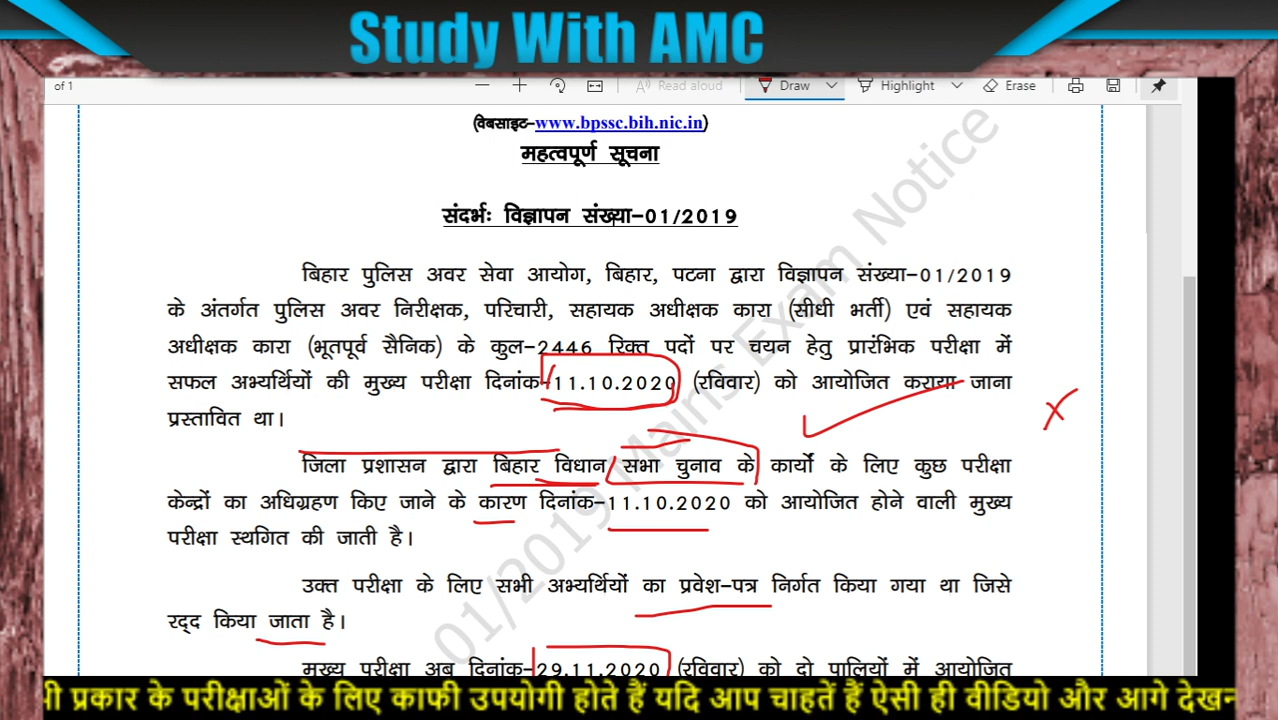 Study With AMC
of 1
Read aloud Draw Highlight Erase
(वेबसाइट-www.bpssc.bih.nic.in)
महत्वपूर्ण सूचना
संदर्भः विज्ञापन संख्या-01/2019
बिहार पुलिस अवर सेवा आयोग, बिहार, पटना द्वारा विज्ञापन संख्या-01/2019
के अंतर्गत पुलिस अवर निरीक्षक, परिचारी, सहायक अधीक्षक कारा (सीधी भर्ती) एवं सहायक
अधीक्षक कारा (भूतपूर्व सैनिक) के कुल-2446 रिक्त पदों पर चयन हेतु प्रारंभिक परीक्षा में
सफल अभ्यर्थियों की मुख्य परीक्षा दिनांक-11.10.2020 (रविवार) को आयोजित कराया जाना
प्रस्तावित था।
जिला प्रशासन द्वारा बिहार विधान सभा चुनाव के कार्यों के लिए कुछ परीक्षा
केन्द्रों का अधिग्रहण किए जाने के कारण दिनांक-11.10.2020 को आयोजित होने वाली मुख्य
परीक्षा स्थगित की जाती है।
उक्त परीक्षा के लिए सभी अभ्यर्थियों का प्रवेश-पत्र निर्गत किया गया था जिसे
रद्द किया जाता है।
मुख्य परीक्षा अब दिनांक-29.11.2020 (रविवार) को दो पालियों में आयोजित
01/2019 Mains Exam Notice
भी प्रकार के परीक्षाओं के लिए काफी उपयोगी होते हैं यदि आप चाहतें हैं ऐसी ही वीडियो और आगे देखन